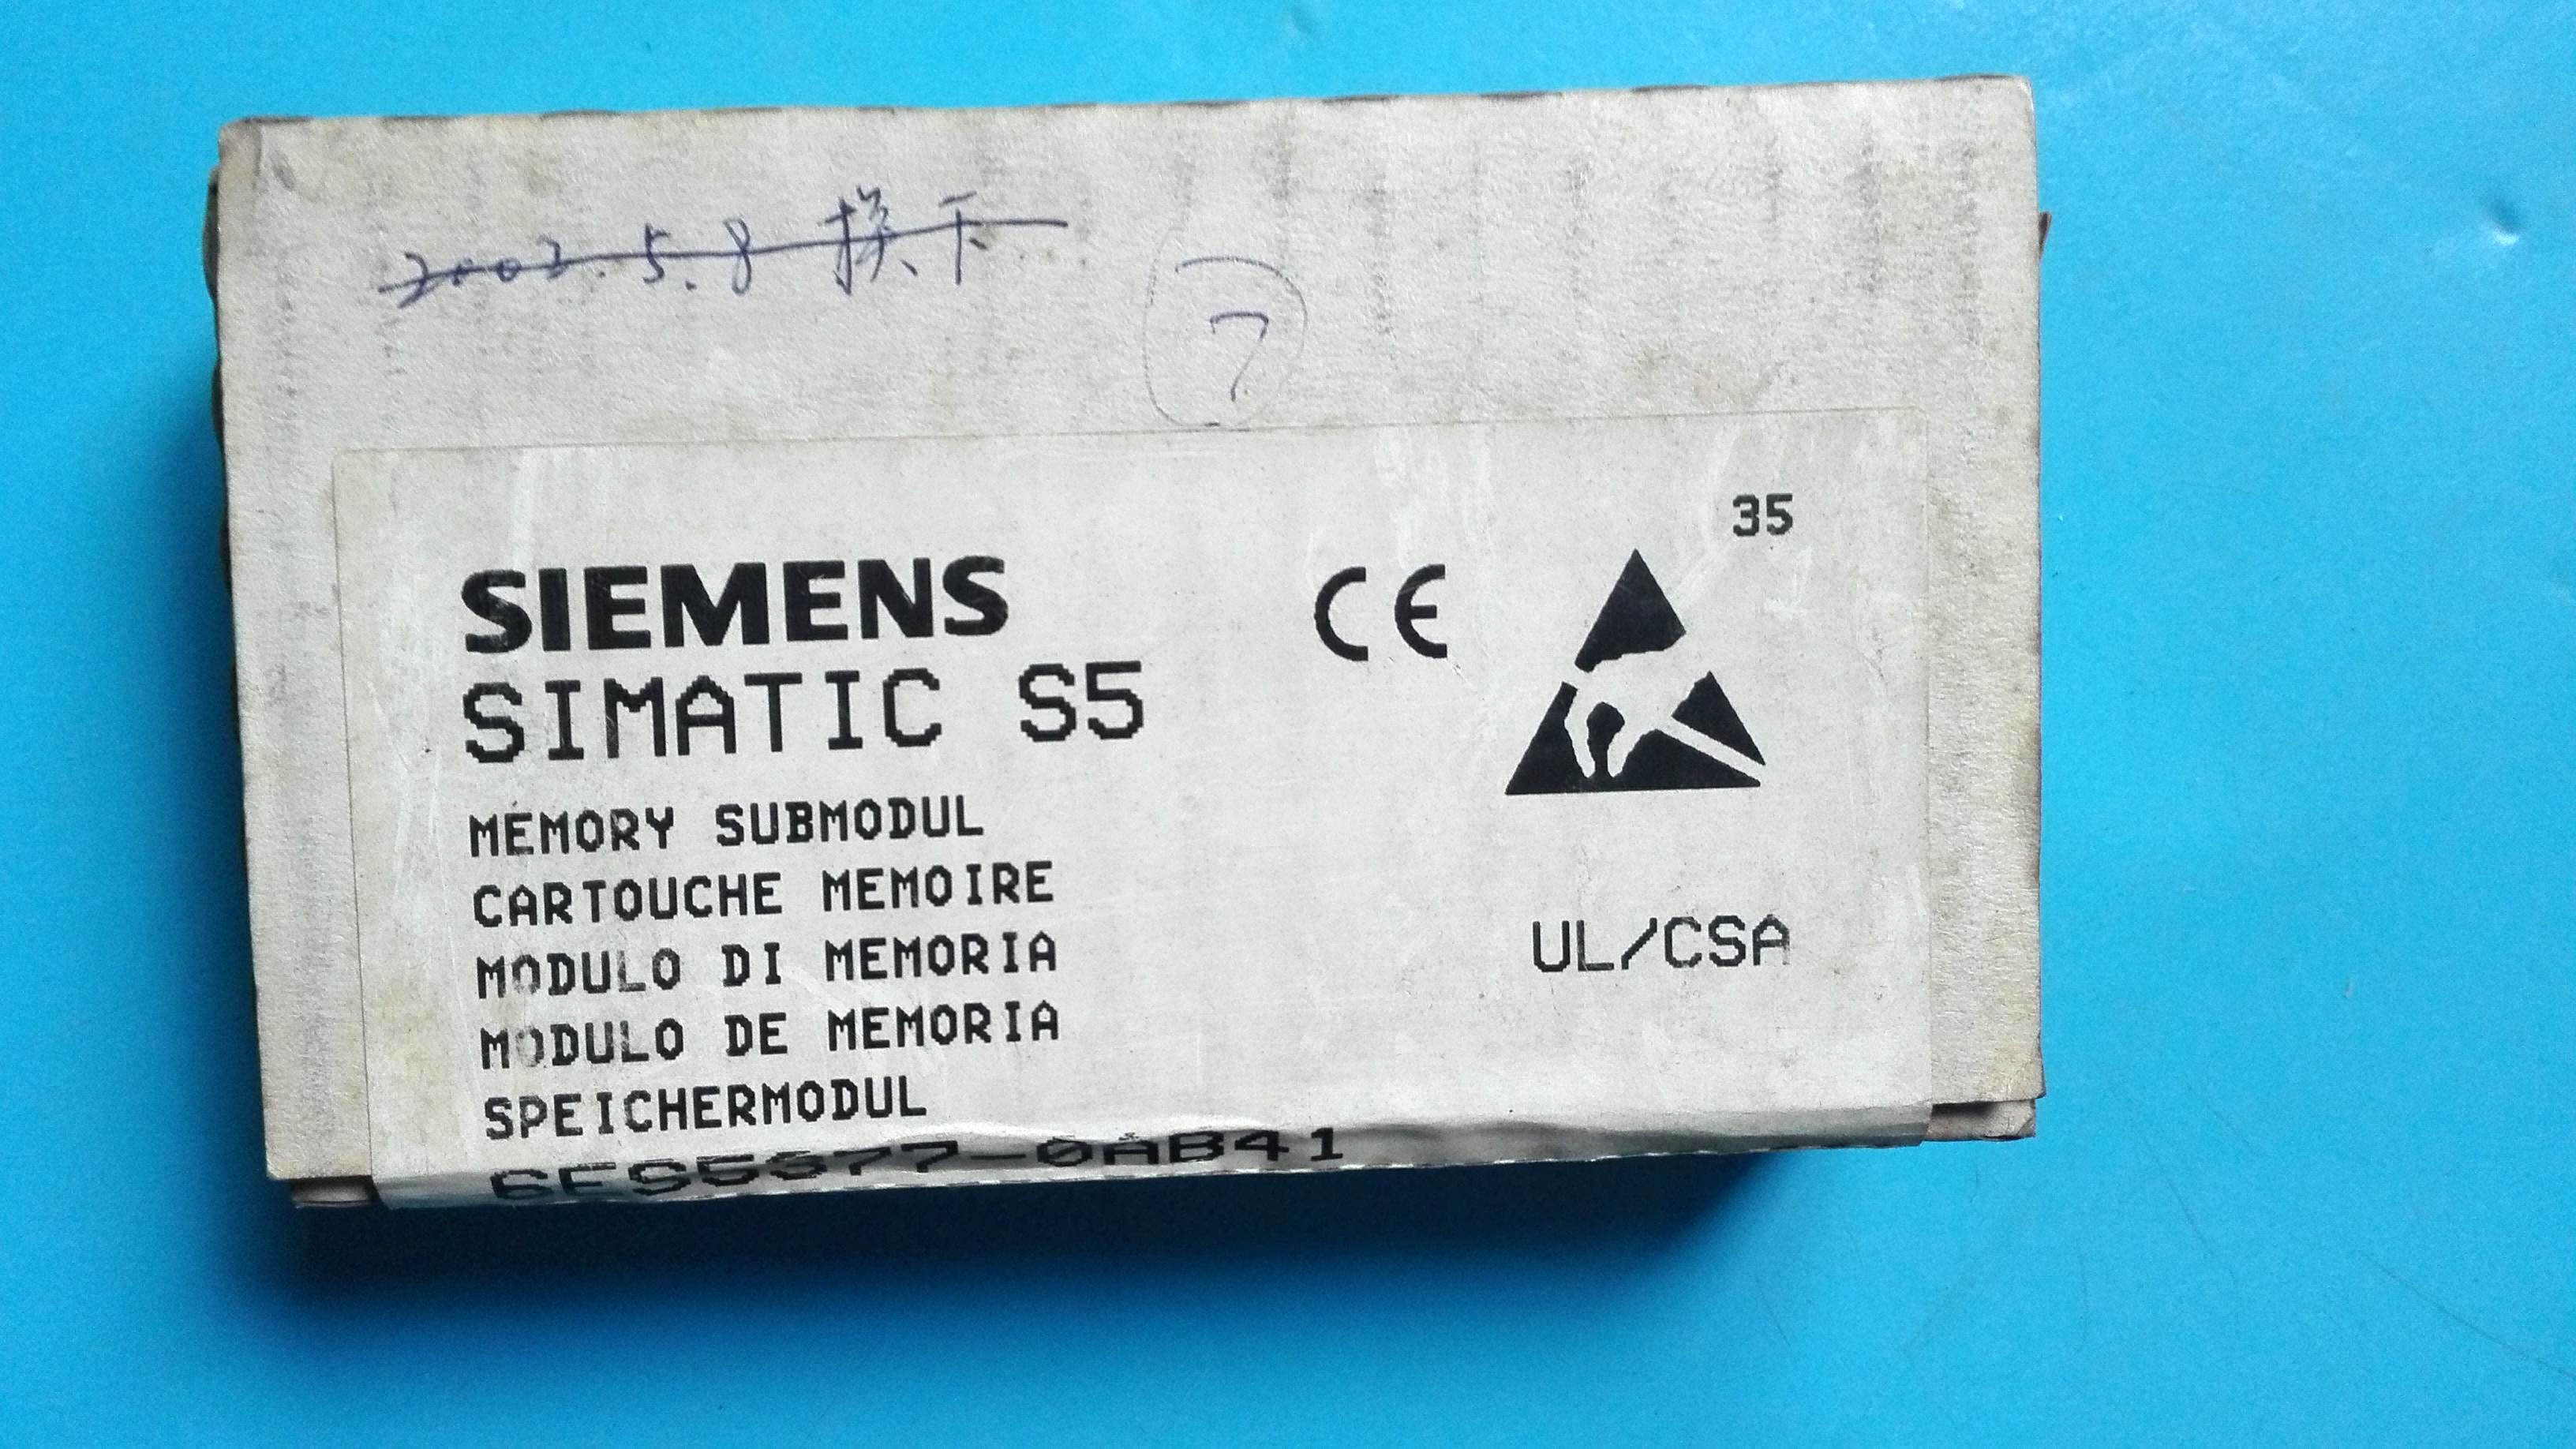 2002.5.8 换下
7
35
SIEMENS
CE
SIMATIC S5
MEMORY SUBMODUL
CARTOUCHE MEMOIRE
MODULO DI MEMORIA
UL/CSA
MODULO DE MEMORIA
SPEICHERMODUL
6ES5377-0AB41